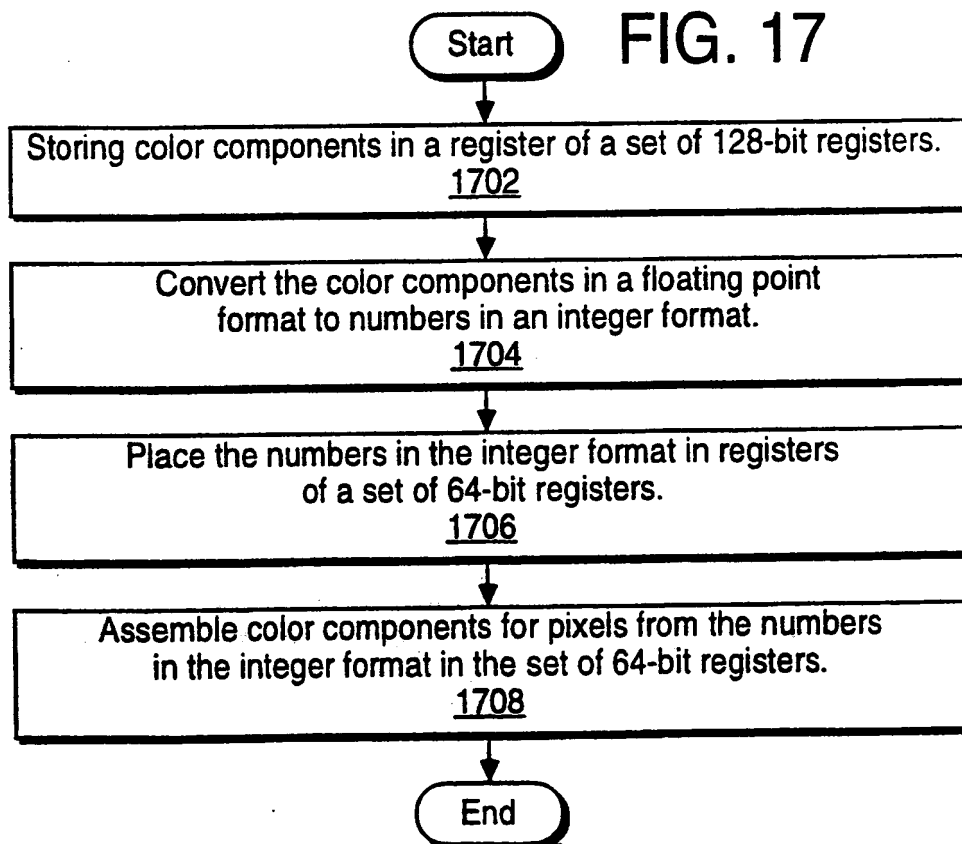 Start
FIG. 17
Storing color components in a register of a set of 128-bit registers.
1702
Convert the color components in a floating point
format to numbers in an integer format.
1704
Place the numbers in the integer format in registers
of a set of 64-bit registers.
1706
Assemble color components for pixels from the numbers
in the integer format in the set of 64-bit registers.
1708
End